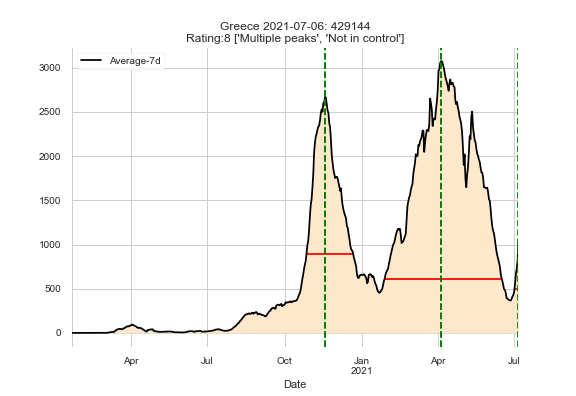 Greece 2021-07-06: 429144
Rating:8 ['Multiple peaks', 'Not in control']
Average-7d
3000
2500
2000
1500
1000
500
0
Apr
Jul
Oct
Jan
2021
Apr
Jul
Date